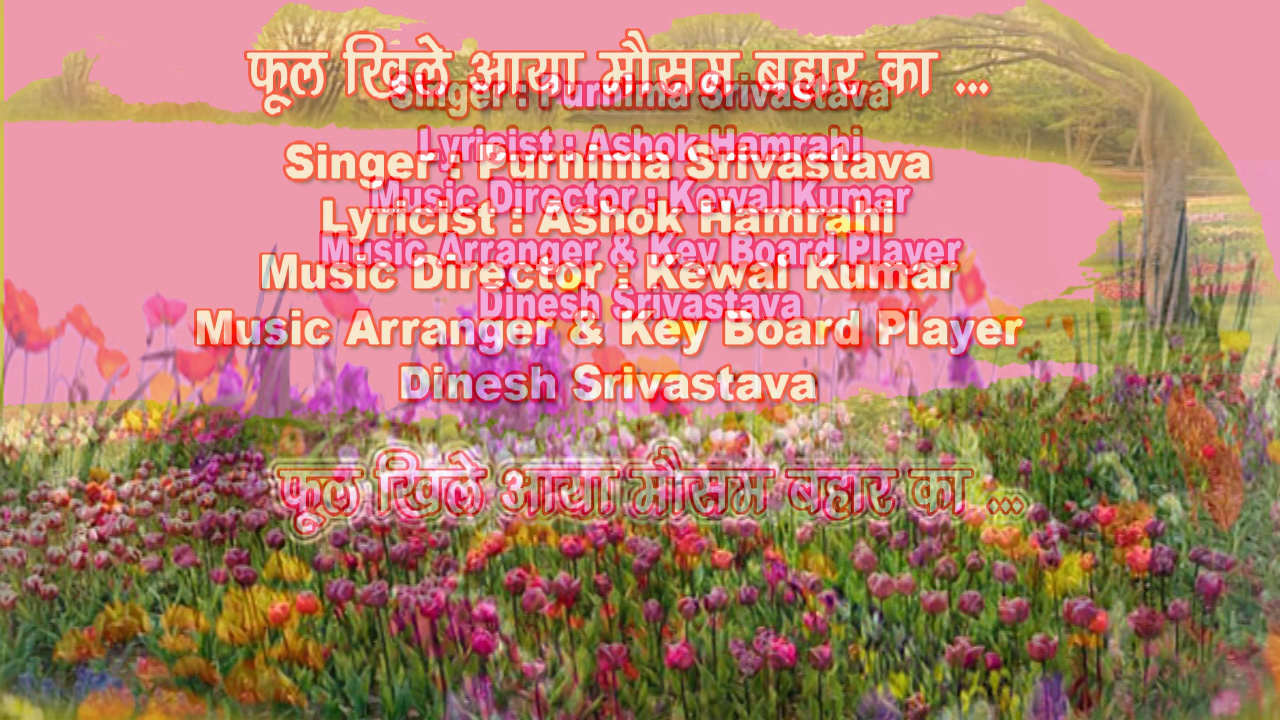 फूल खिले आया मौसम बहार का ...
Singer : Purnima Srivastava
Singer : Purnima Srivastava
Lyricist : Ashok Hamrahi
Lyricist : Ashok Hamrahi
Music Director : Kewal Kumar
Music Director : Kewal Kumar
Music Arranger & Key Board Player
Music Arranger & Key Board Player
Dinesh Srivastava
Dinesh Srivastava
फूल खिले आया मौसम बहार का ...